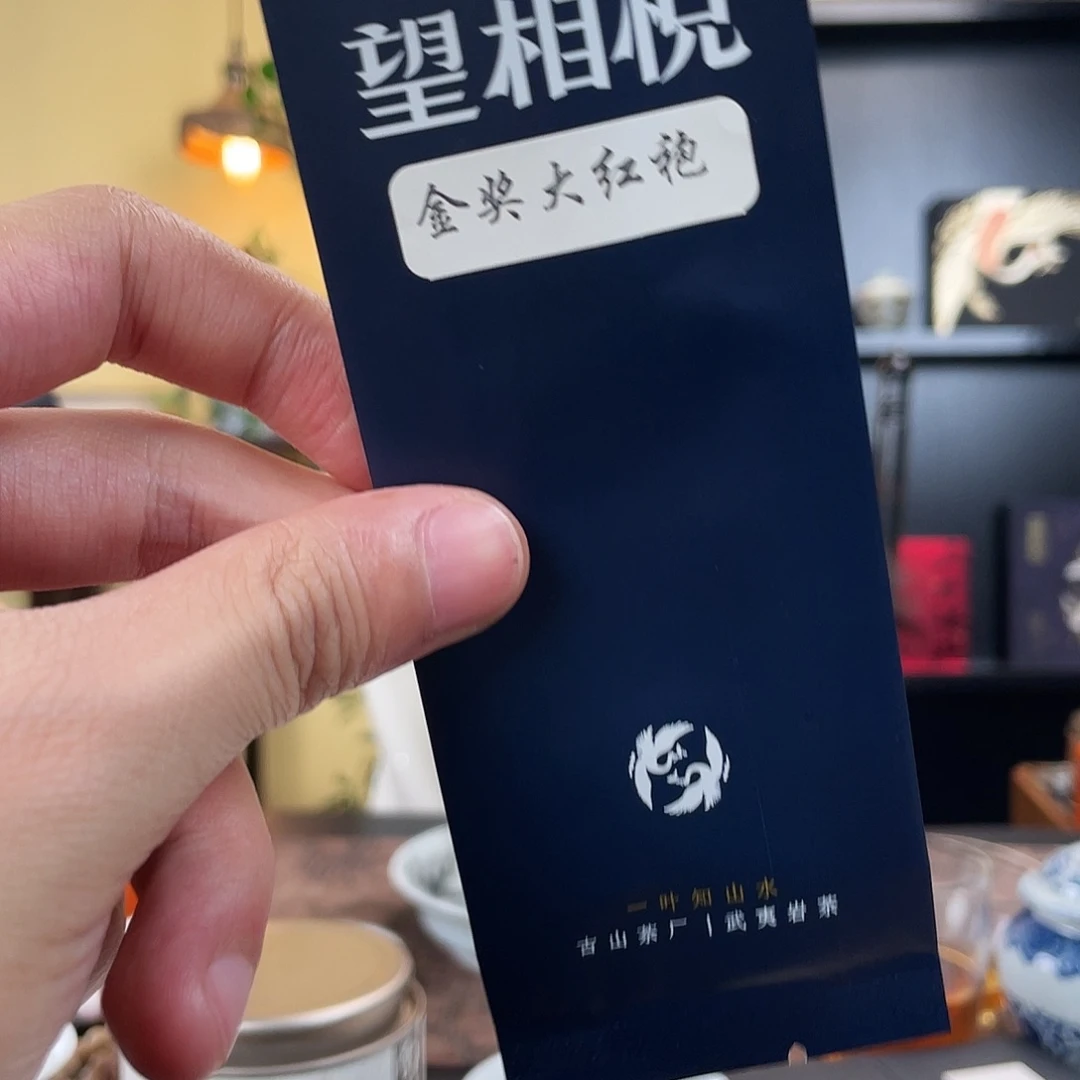 望相悦
金奖大红袍
一叶知山水
古山茶厂丨武夷岩茶